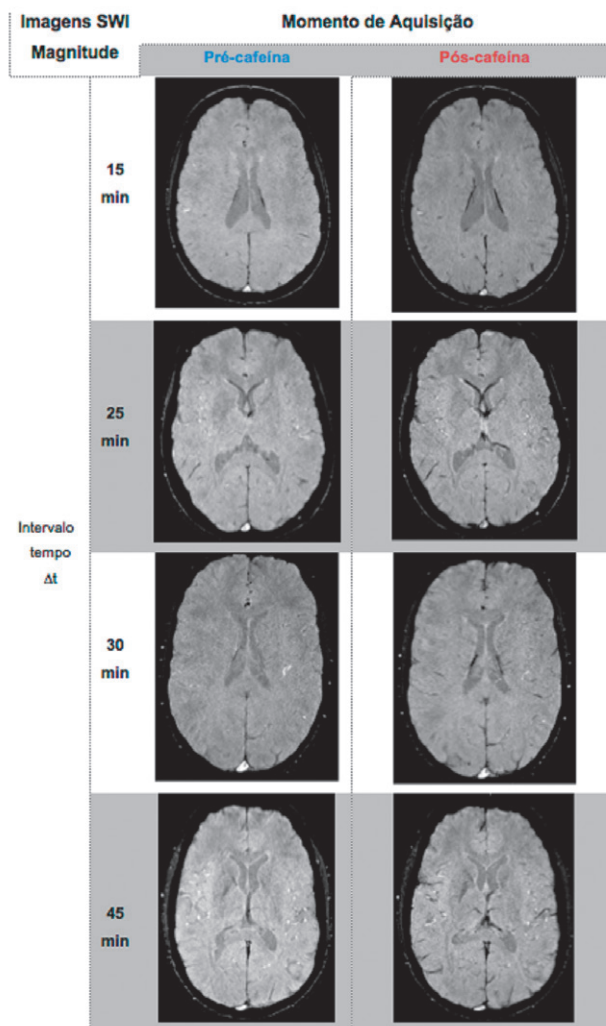 Imagens SWI
Magnitude
Momento de Aquisição
Pré-cafeína
Pós-cafeína
15
min
25
min
Intervalo
tempo
Δt
30
min
45
min